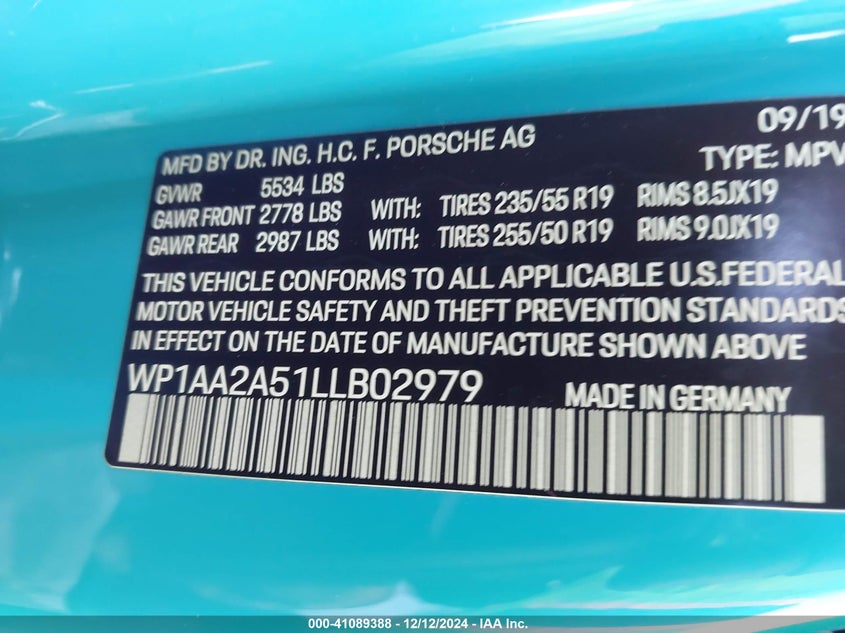 09/19
MFD BY DR. ING. H.C. F. PORSCHE AG
TYPE: MPV
GVWR 5534 LBS
GAWR FRONT 2778 LBS WITH: TIRES 235/55 R19 RIMS 8.5JX19
GAWR REAR 2987 LBS WITH: TIRES 255/50 R19 RIMS 9.0JX19
THIS VEHICLE CONFORMS TO ALL APPLICABLE U.S.FEDERAL
MOTOR VEHICLE SAFETY AND THEFT PREVENTION STANDARDS
IN EFFECT ON THE DATE OF MANUFACTURE SHOWN ABOVE
WP1AA2A51LLB02979 MADE IN GERMANY
000-41089388 - 12/12/2024 - IAA Inc.